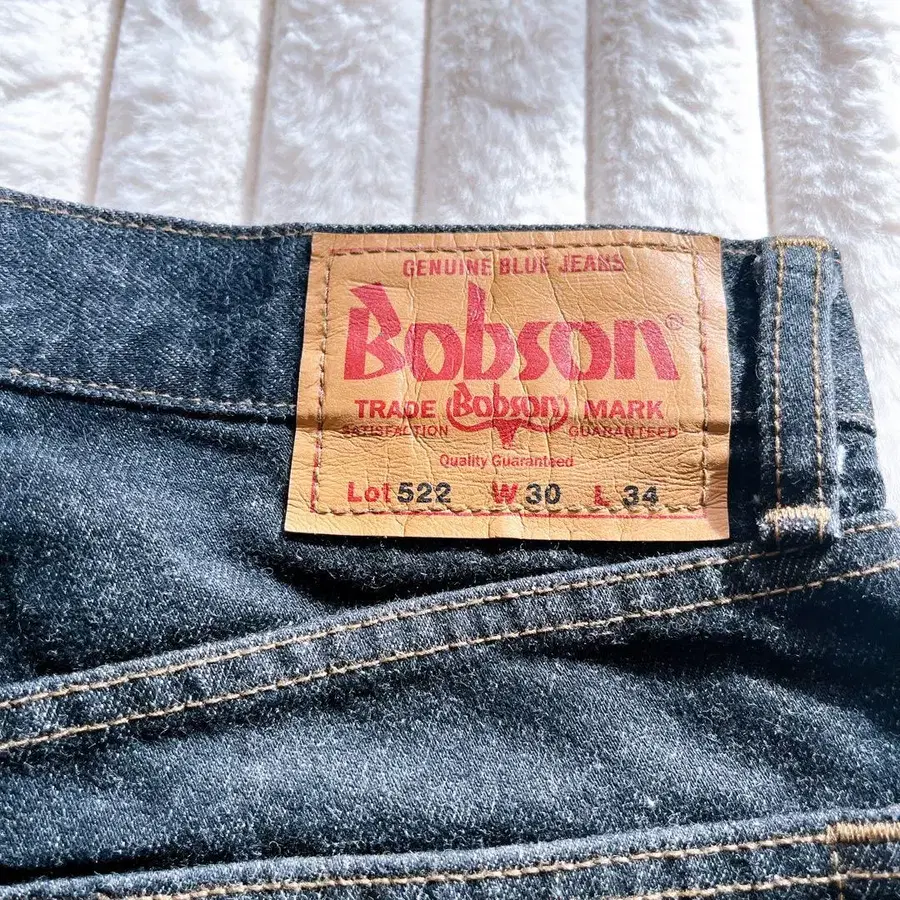 GENUINE BLUE JEANS
Bobson®
TRADE Bobson MARK
SATISFACTION GUARANTEED
Quality Guaranteed
Lot 522 W 30 L 34